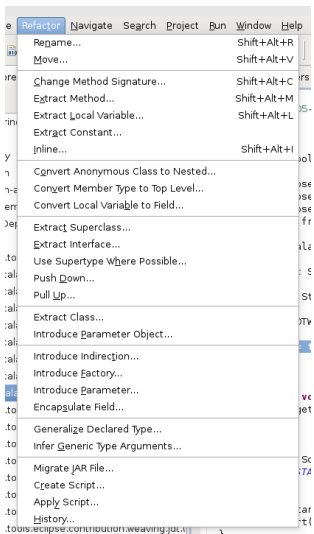 e Refactor Navigate Search Project Run Window Help
Rename... Shift+Alt+R
Move... Shift+Alt+V
Change Method Signature... Shift+Alt+C
Extract Method... Shift+Alt+M
Extract Local Variable... Shift+Alt+L
Extract Constant...
Inline... Shift+Alt+I
Convert Anonymous Class to Nested...
Convert Member Type to Top Level...
Convert Local Variable to Field...
Extract Superclass...
Extract Interface...
Use Supertype Where Possible...
Push Down...
Pull Up...
Extract Class...
Introduce Parameter Object...
Introduce Indirection...
Introduce Factory...
Introduce Parameter...
Encapsulate Field...
Generalize Declared Type...
Infer Generic Type Arguments...
Migrate JAR File...
Create Script...
Apply Script...
History...